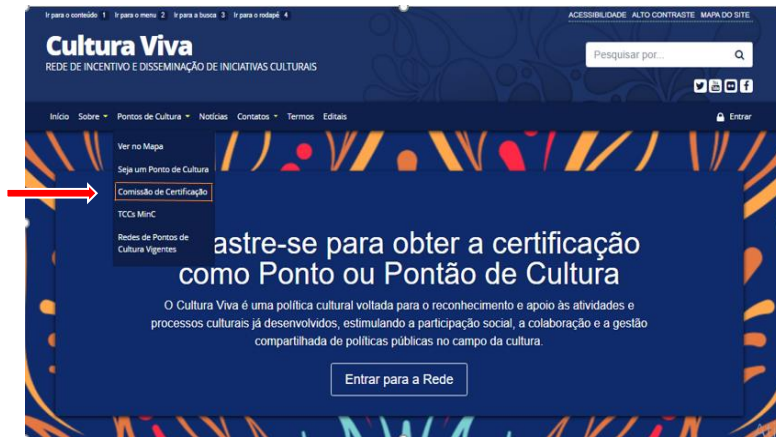 Ir para o conteúdo 1 Ir para o menu 2 Ir para a busca 3 Ir para o rodapé 4
ACESSIBILIDADE ALTO CONTRASTE MAPA DO SITE
Cultura Viva
REDE DE INCENTIVO E DISSEMINAÇÃO DE INICIATIVAS CULTURAIS
Pesquisar por...
Início Sobre Pontos de Cultura Notícias Contatos Termos Editais Entrar
Ver no Mapa
Seja um Ponto de Cultura
Comissão de Certificação
TCCs MinC
Redes de Pontos de
Cultura Vigentes
astre-se para obter a certificação
como Ponto ou Pontão de Cultura
O Cultura Viva é uma política cultural voltada para o reconhecimento e apoio às atividades e
processos culturais já desenvolvidos, estimulando a participação social, a colaboração e a gestão
compartilhada de políticas públicas no campo da cultura.
Entrar para a Rede